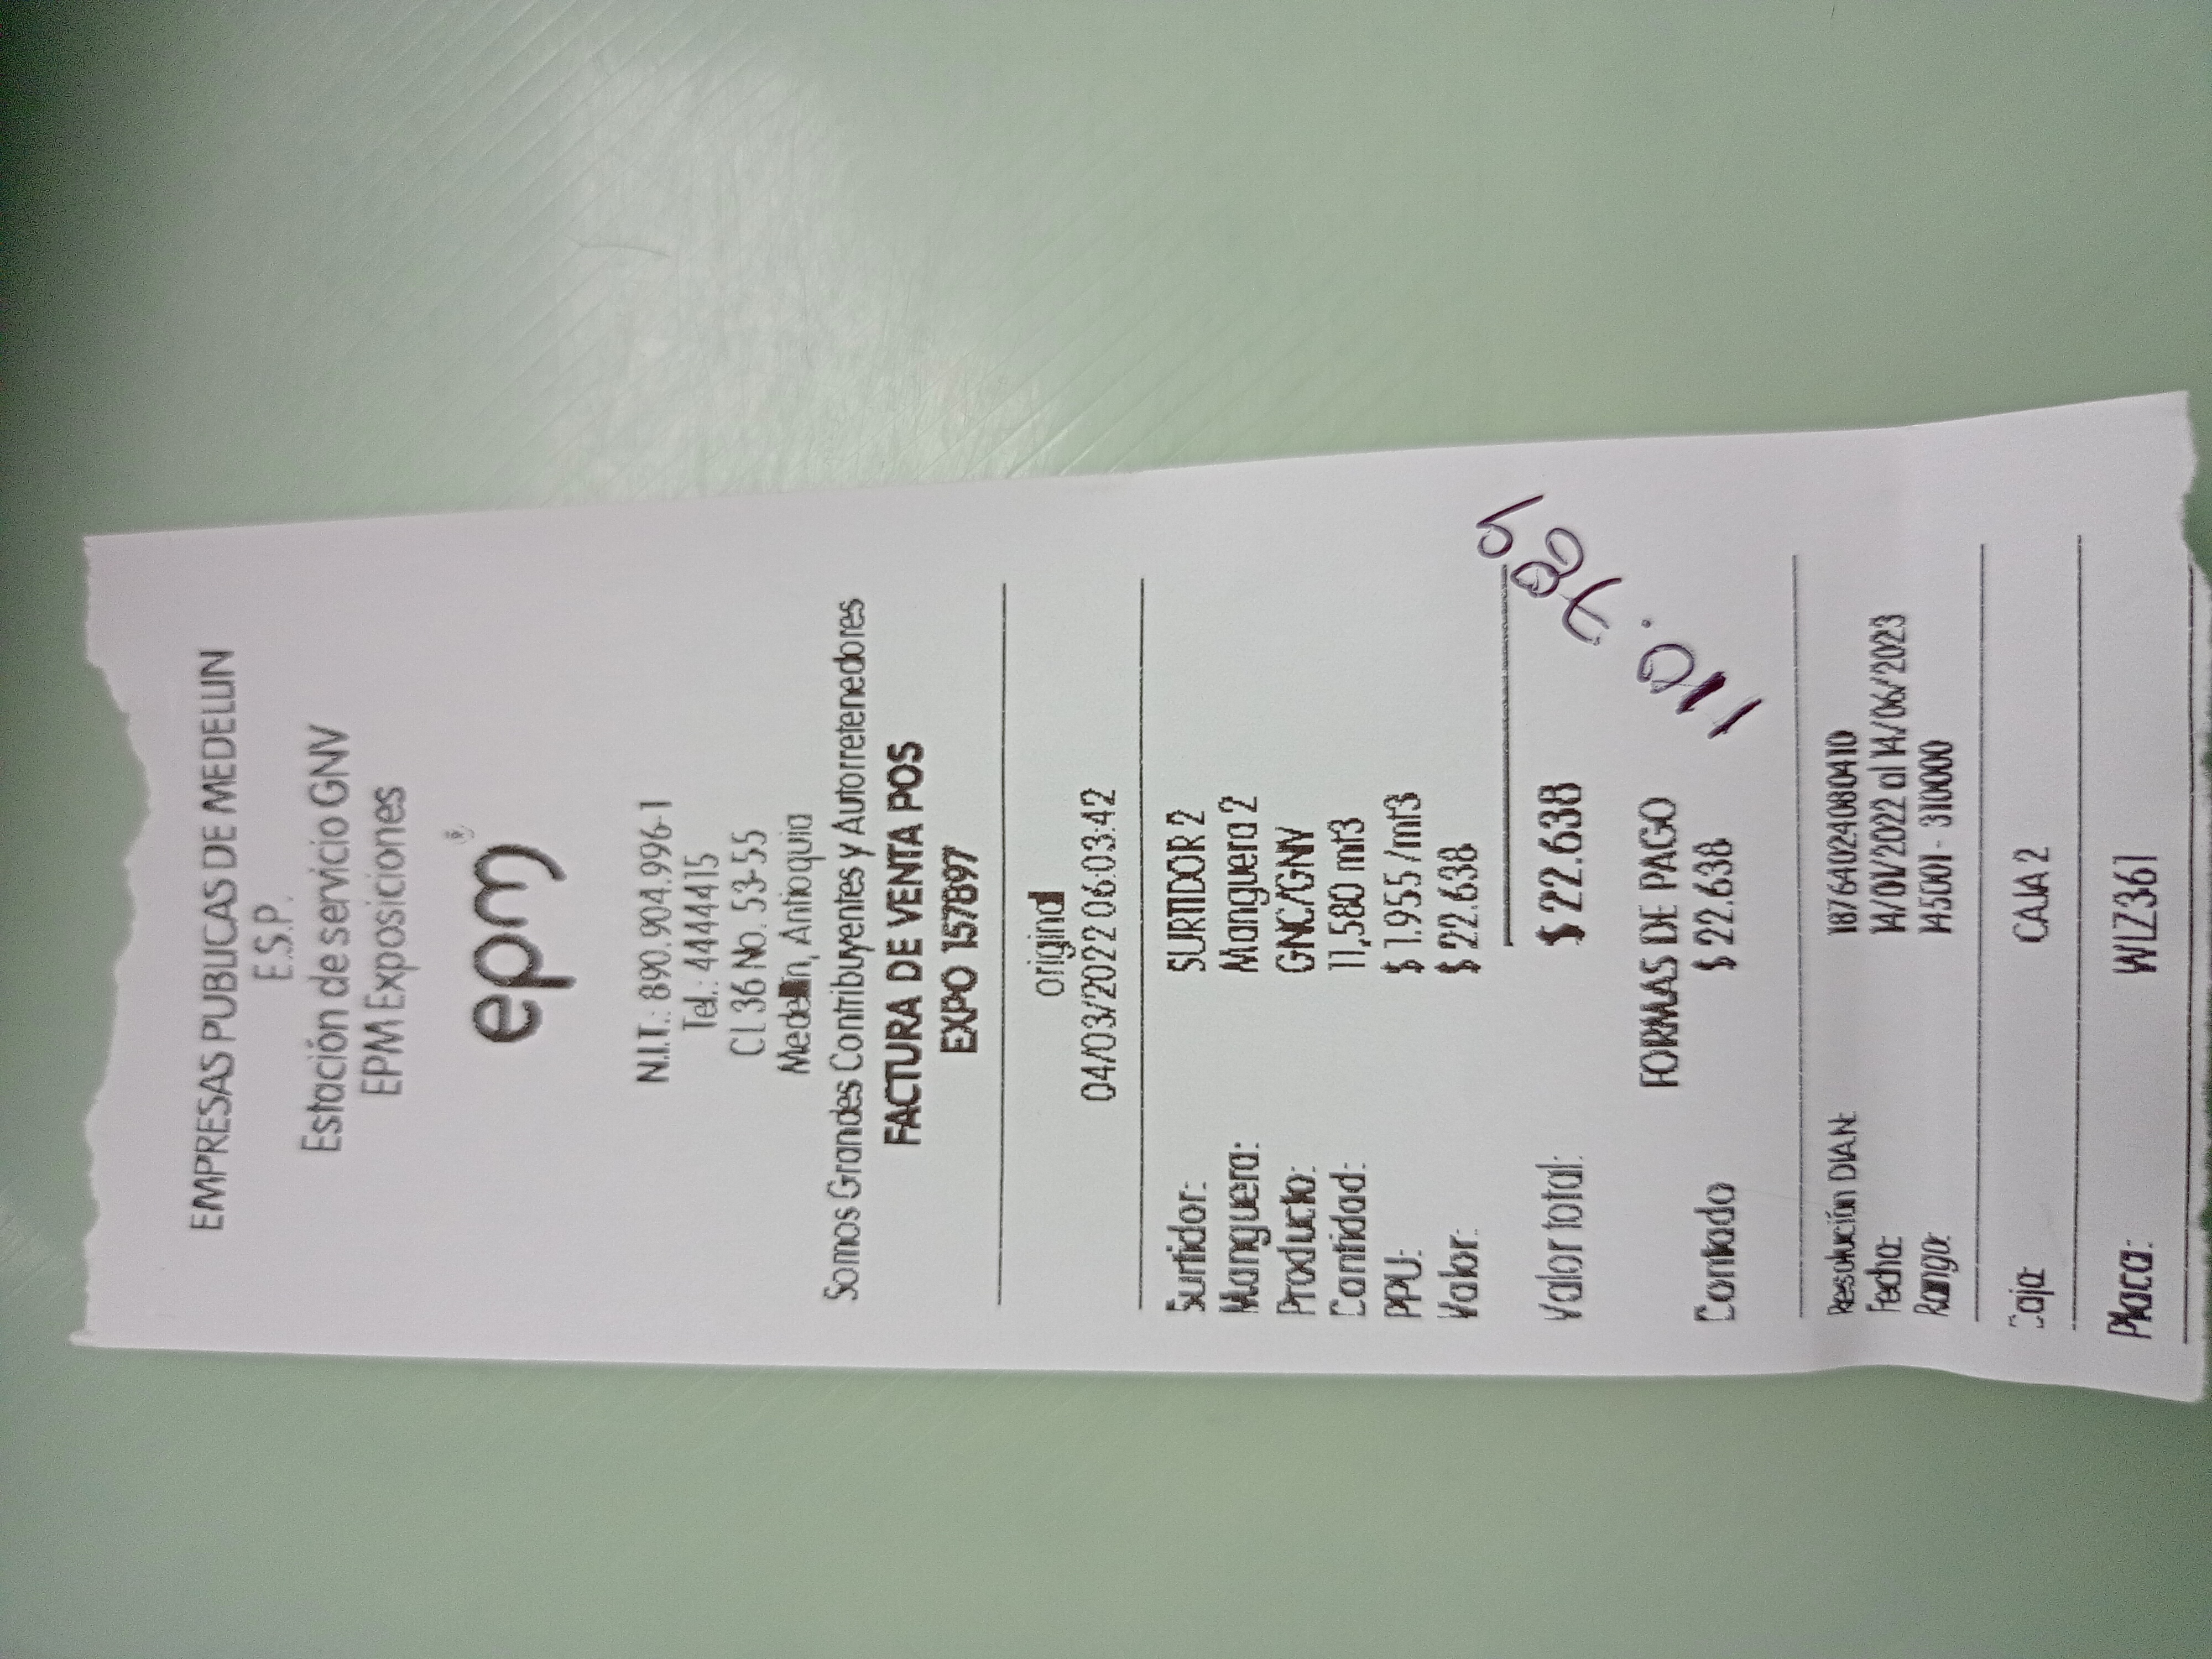 EMPRESAS PUBLICAS DE MEDELLIN
E.S.P.
Estación de servicio GNV
EPM Exposiciones
epm
N.I.T.: 890.904.996-1
Tel.: 4444415
Cl 36 No. 53-55
Medellin, Antioquia
Somos Grandes Contribuyentes y Autorretenedores
FACTURA DE VENTA POS
EXPO 157897
original
04/03/2022 06:03:42
Surtidor: SURTIDOR 2
Manguera: Manguera 2
Producto: GNC/GNV
Cantidad: 11,580 mt3
PPU: $ 1.955 /mt3
Valor: $ 22.638
Valor total: $ 22.638
110.789
FORMAS DE PAGO
Contado $ 22.638
Resolución DIAN: 18764024080410
Fecha: 14/01/2022 al 14/06/2023
Rango: 145001 - 310000
Caja: CAJA 2
Placa: WLZ361